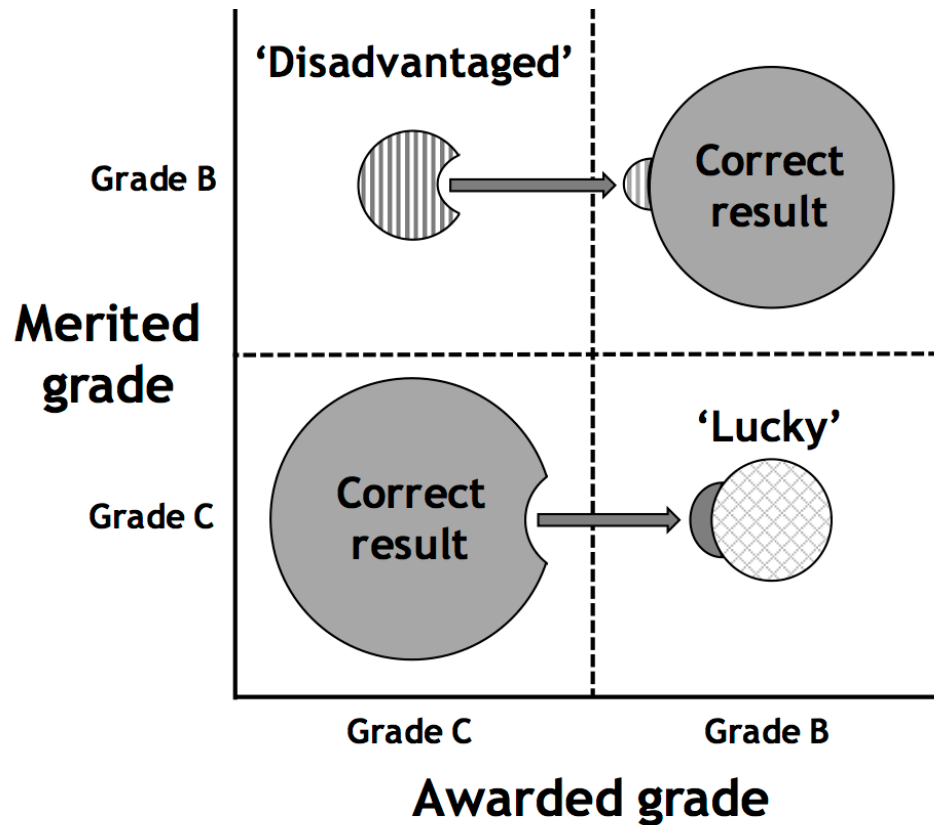 ‘Disadvantaged’
Grade B
Correct
result
Merited
grade
‘Lucky’
Grade C
Correct
result
Grade C
Grade B
Awarded grade